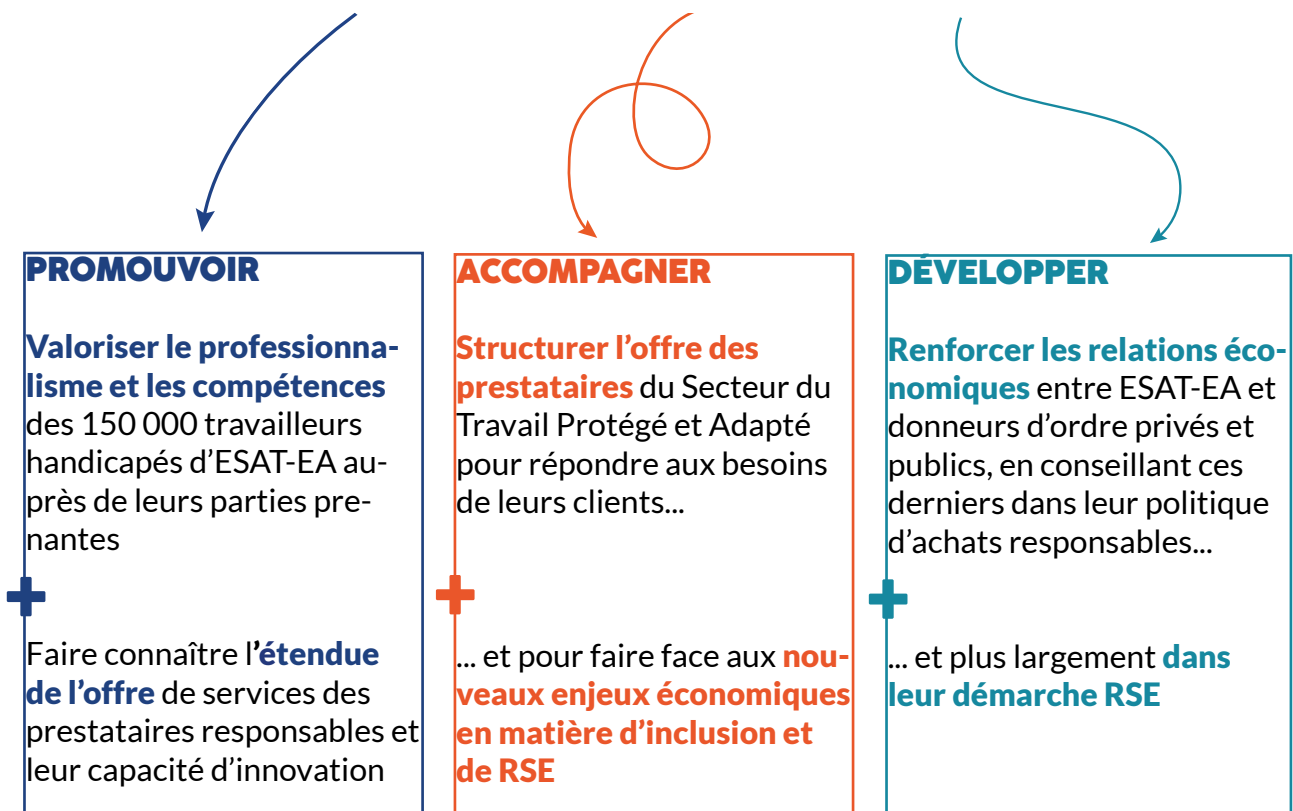 PROMOUVOIR
Valoriser le professionna-
lisme et les compétences
des 150 000 travailleurs
handicapés d’ESAT-EA au-
près de leurs parties pre-
nantes
+
Faire connaître l’étendue
de l’offre de services des
prestataires responsables et
leur capacité d’innovation
ACCOMPAGNER
Structurer l’offre des
prestataires du Secteur du
Travail Protégé et Adapté
pour répondre aux besoins
de leurs clients...
+
... et pour faire face aux nou-
veaux enjeux économiques
en matière d’inclusion et
de RSE
DÉVELOPPER
Renforcer les relations éco-
nomiques entre ESAT-EA et
donneurs d’ordre privés et
publics, en conseillant ces
derniers dans leur politique
d’achats responsables...
+
... et plus largement dans
leur démarche RSE